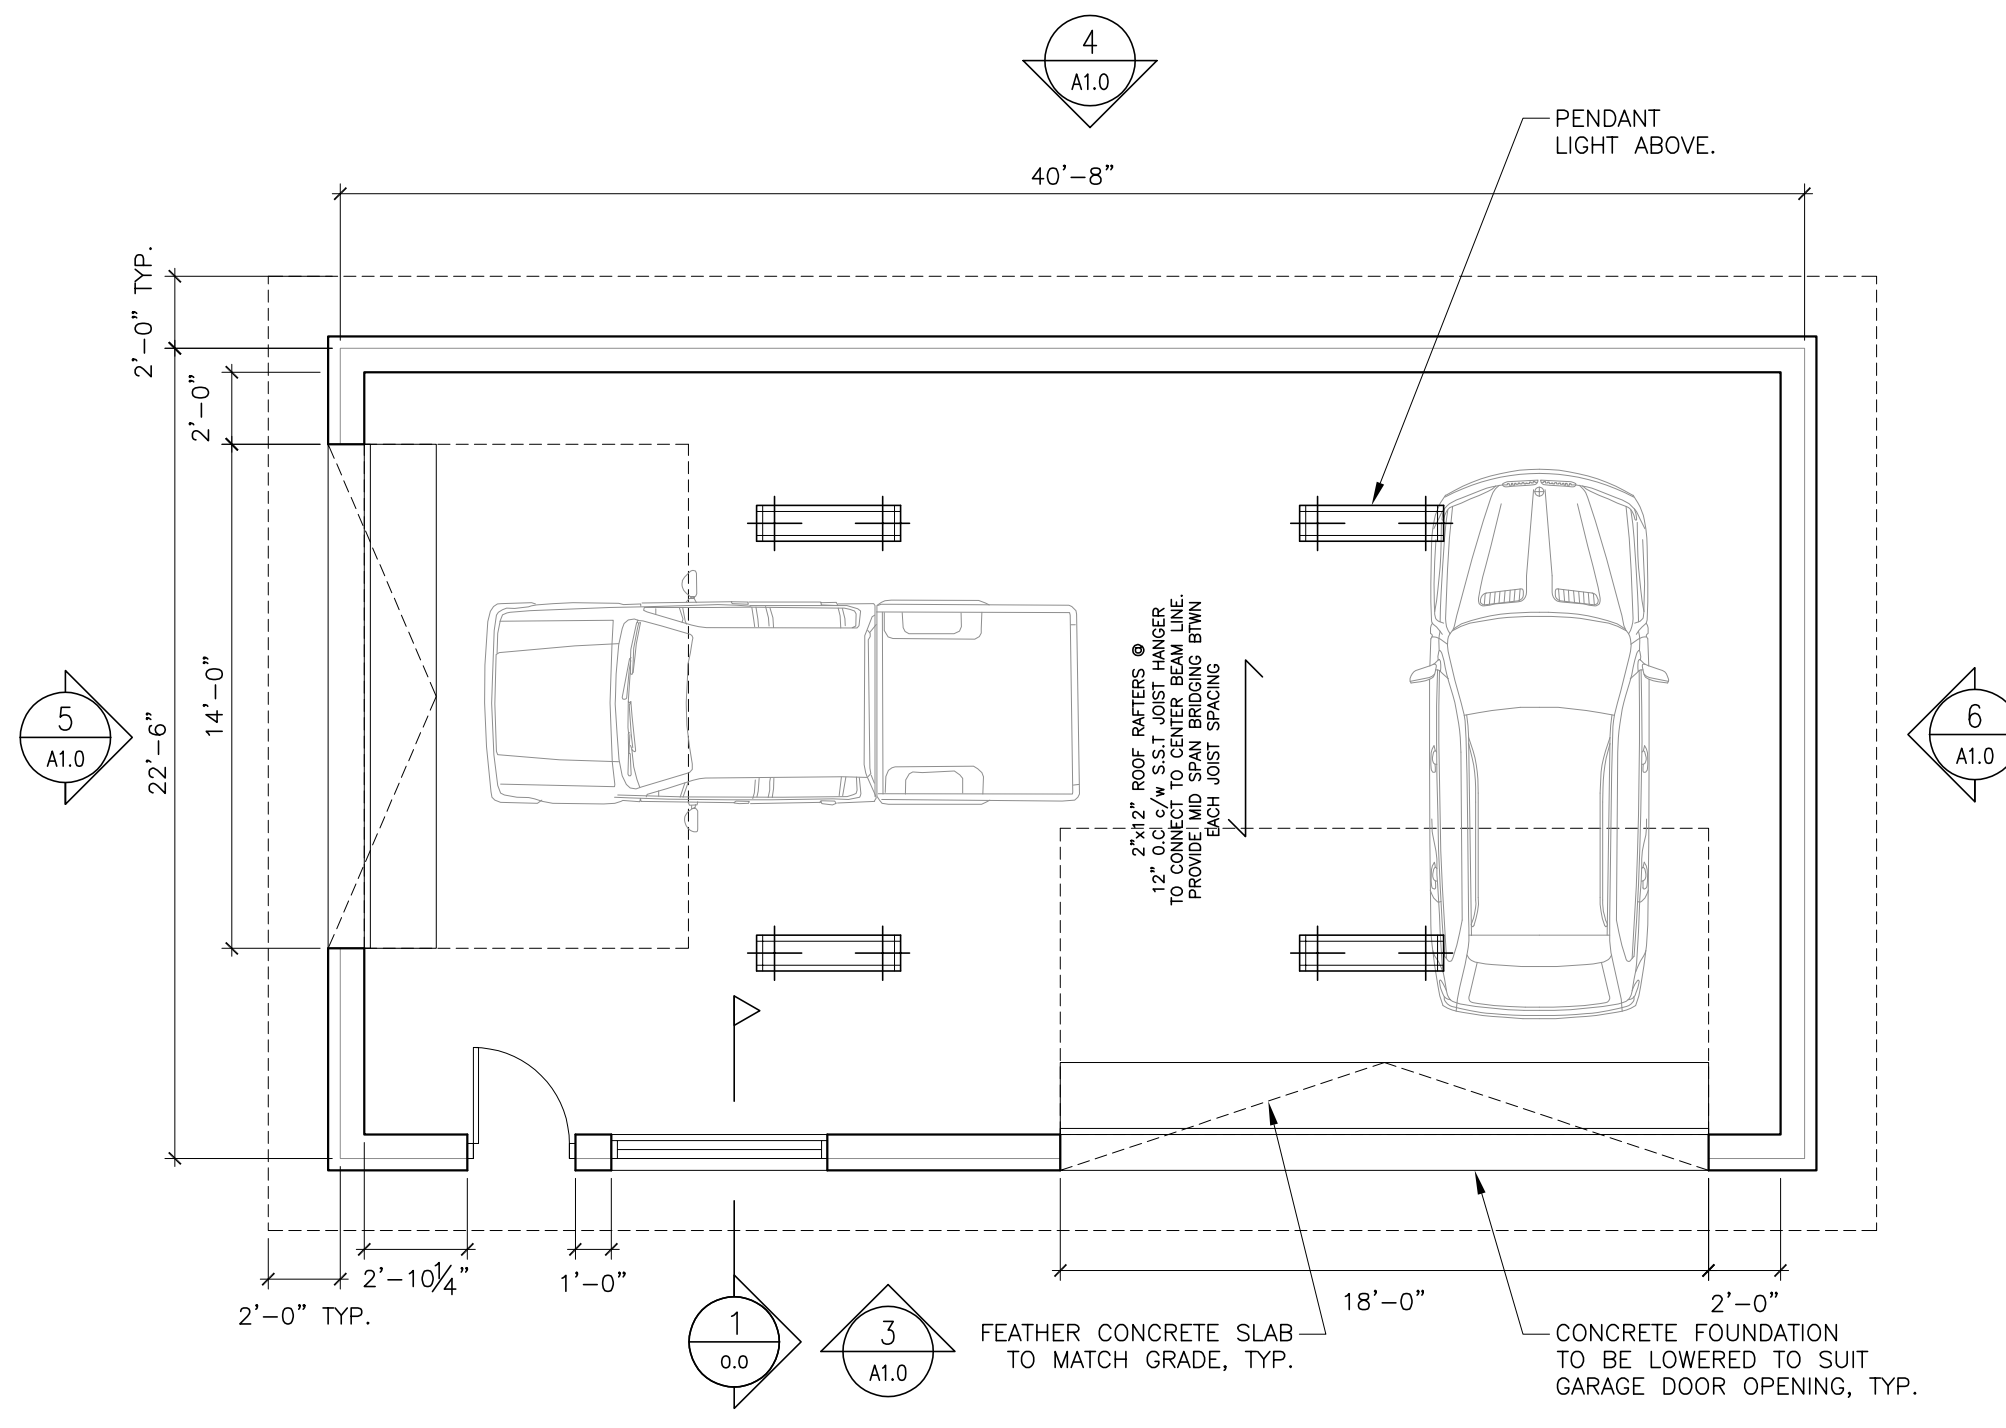 4
A1.0
PENDANT
LIGHT ABOVE.
40'-8"
2'-0" TYP.
2'-0"
14'-0"
22'-6"
5
A1.0
6
A1.0
2"x12" ROOF RAFTERS @
12" O.C. c/w S.S.T JOIST HANGER
TO CONNECT TO CENTER BEAM LINE.
PROVIDE MID SPAN BRIDGING BTWN
EACH JOIST SPACING
2'-10¼"
1'-0"
18'-0"
2'-0"
2'-0" TYP.
1
0.0
3
A1.0
FEATHER CONCRETE SLAB
TO MATCH GRADE, TYP.
CONCRETE FOUNDATION
TO BE LOWERED TO SUIT
GARAGE DOOR OPENING, TYP.